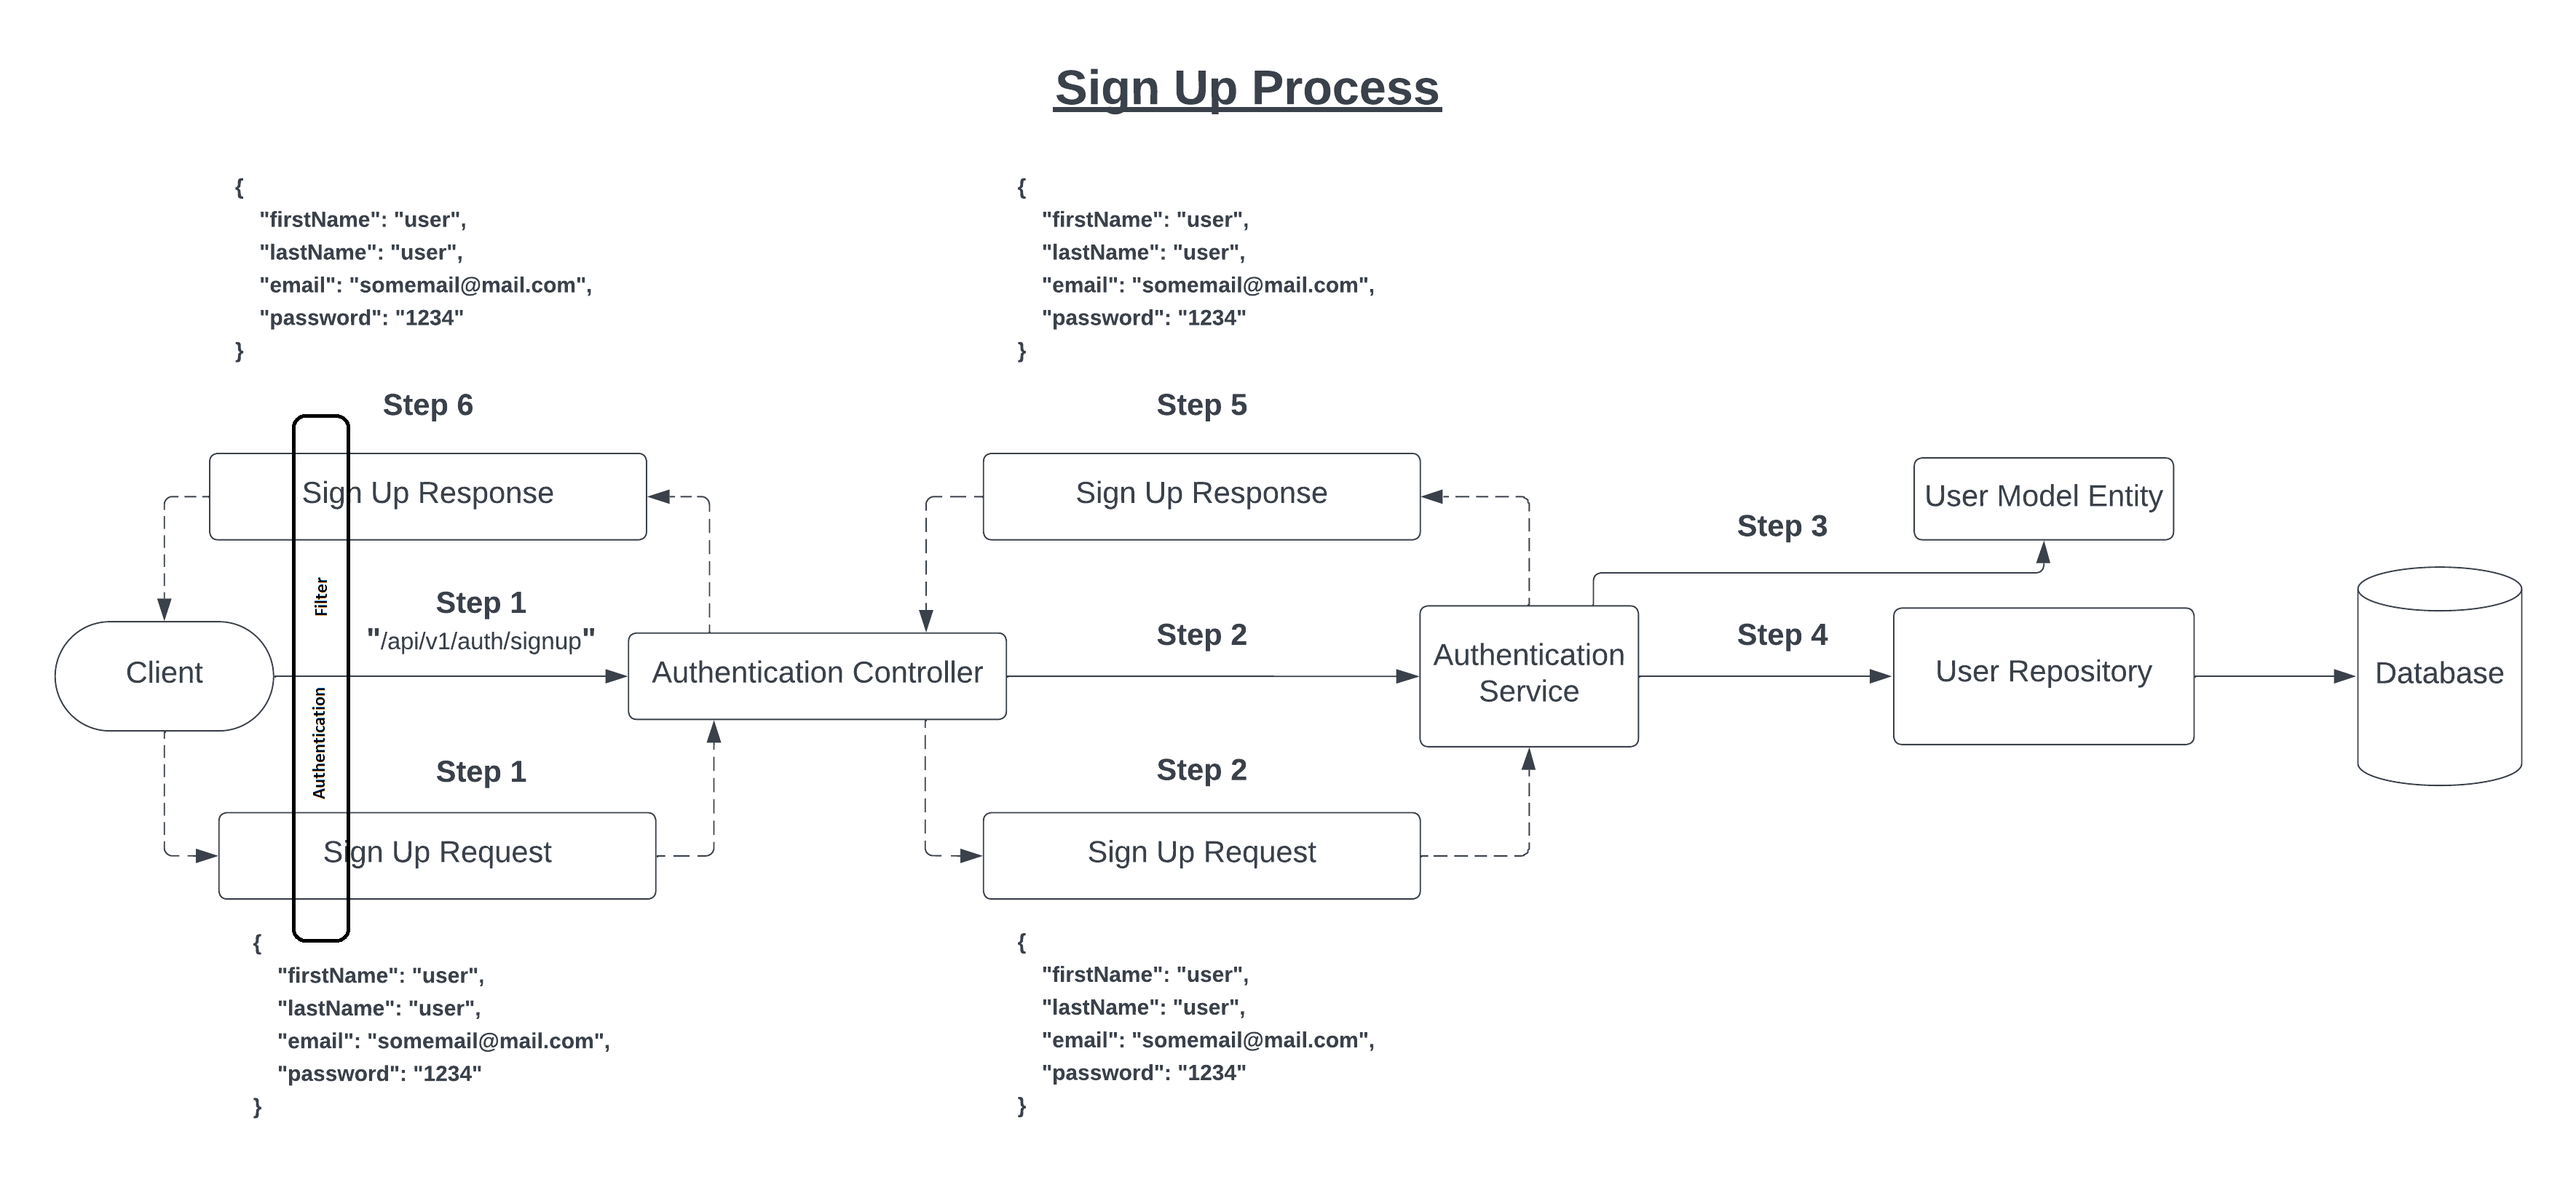 Sign Up Process
{
"firstName": "user",
"lastName": "user",
"email": "somemail@mail.com",
"password": "1234"
}
{
"firstName": "user",
"lastName": "user",
"email": "somemail@mail.com",
"password": "1234"
}
Step 6
Step 5
Sign Up Response
Sign Up Response
User Model Entity
Step 3
Filter
Step 1
"/api/v1/auth/signup"
Step 2
Step 4
Client
Authentication Controller
Authentication
Service
User Repository
Database
Authentication
Step 1
Step 2
Sign Up Request
Sign Up Request
{
"firstName": "user",
"lastName": "user",
"email": "somemail@mail.com",
"password": "1234"
}
{
"firstName": "user",
"lastName": "user",
"email": "somemail@mail.com",
"password": "1234"
}